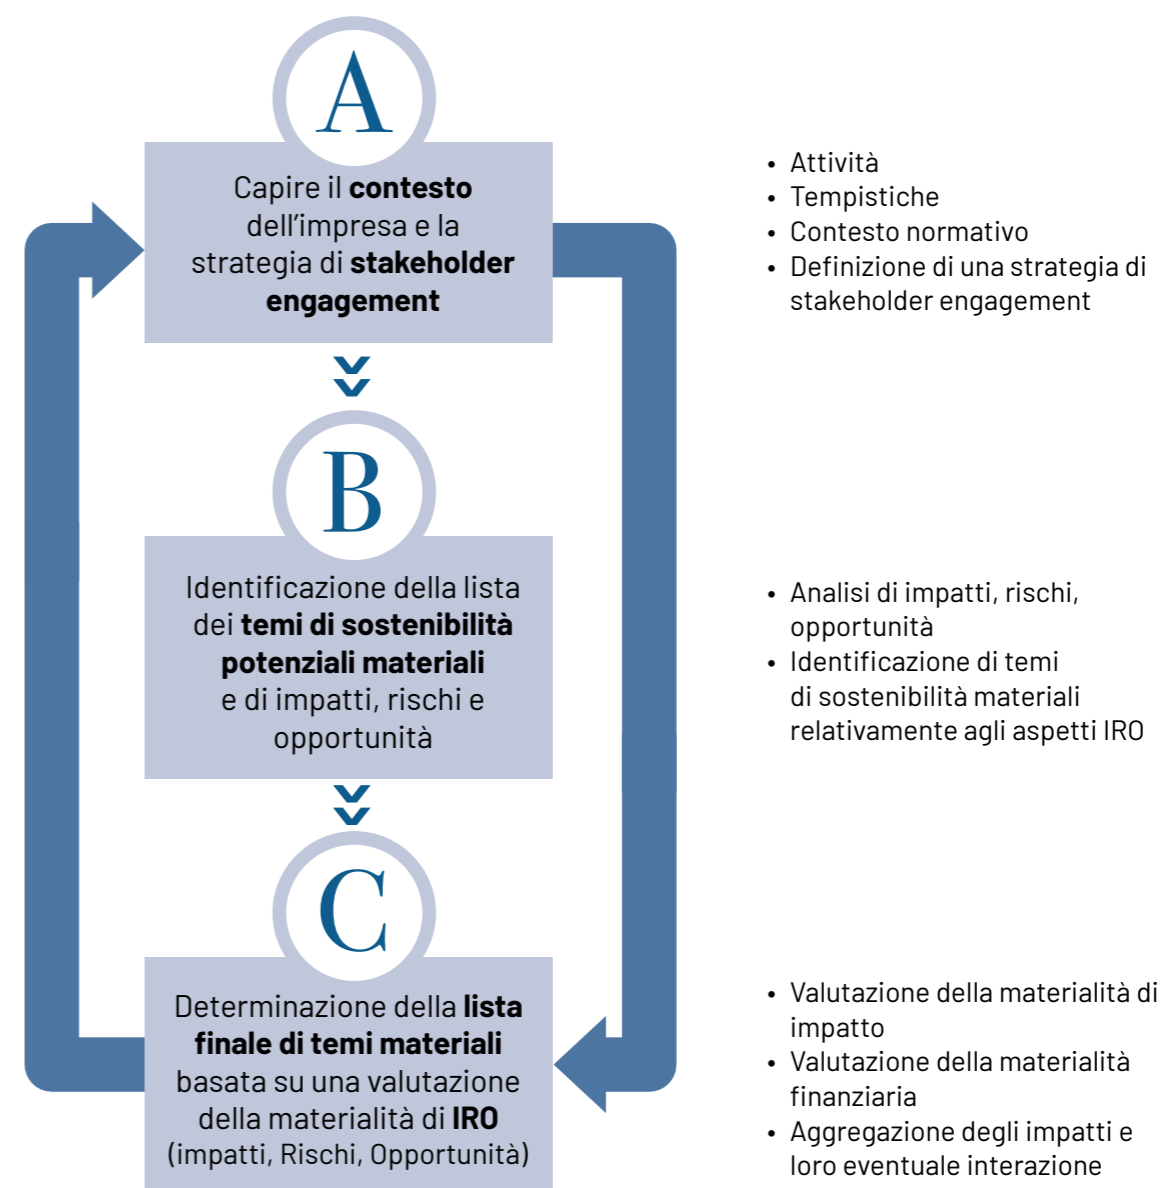 A
Capire il contesto
dell'impresa e la
strategia di stakeholder
engagement
• Attività
• Tempistiche
• Contesto normativo
• Definizione di una strategia di
stakeholder engagement
B
Identificazione della lista
dei temi di sostenibilità
potenziali materiali
e di impatti, rischi e
opportunità
• Analisi di impatti, rischi,
opportunità
• Identificazione di temi
di sostenibilità materiali
relativamente agli aspetti IRO
C
Determinazione della lista
finale di temi materiali
basata su una valutazione
della materialità di IRO
(impatti, Rischi, Opportunità)
• Valutazione della materialità di
impatto
• Valutazione della materialità
finanziaria
• Aggregazione degli impatti e
loro eventuale interazione